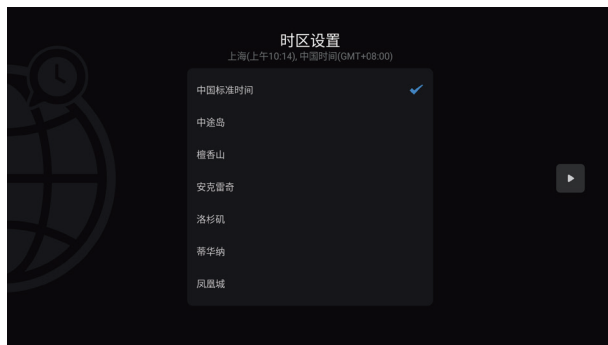 时区设置
上海(上午10:14), 中国时间(GMT+08:00)
中国标准时间
中途岛
檀香山
安克雷奇
洛杉矶
蒂华纳
凤凰城